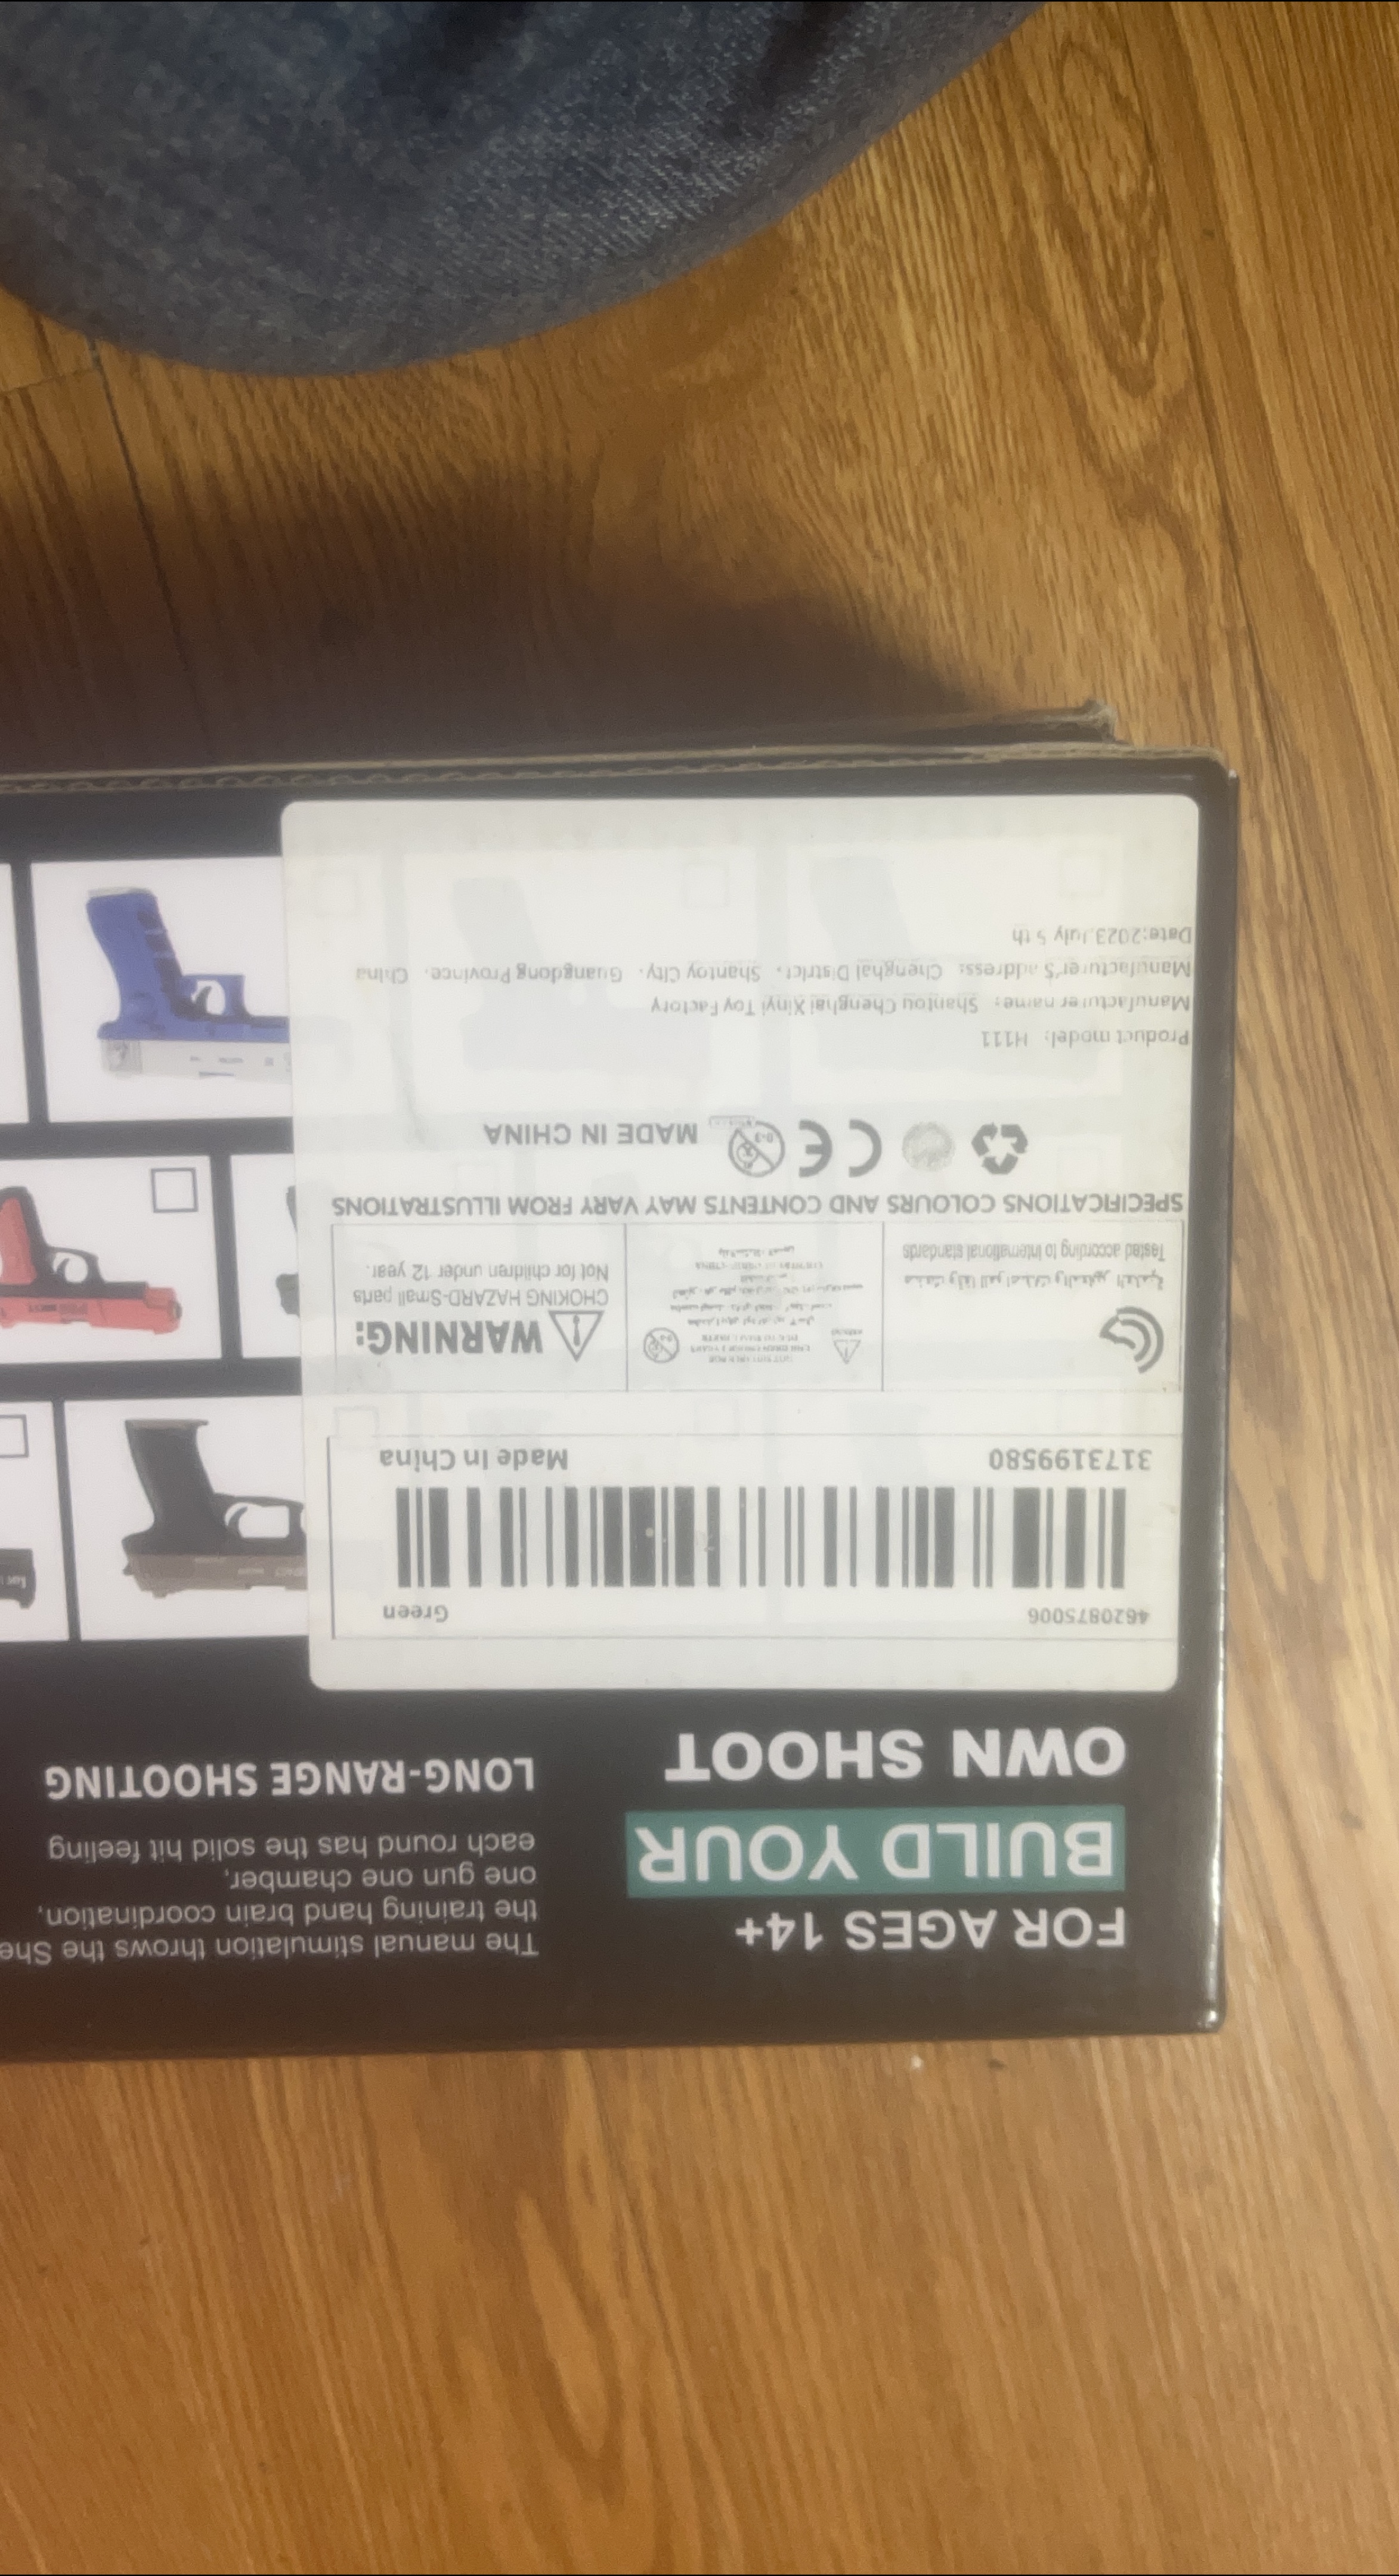 FOR AGES 14+
BUILD YOUR
OWN SHOOT
The manual stimulation throws the
the training hand brain coordination,
one gun one chamber,
each round has the solid hit feeling
LONG-RANGE SHOOTING
4620875006
Green
3173199580
Made In China
Tested according to International standards
WARNING:
CHOKING HAZARD-Small parts
Not for children under 12 year.
SPECIFICATIONS COLOURS AND CONTENTS MAY VARY FROM ILLUSTRATIONS
CE
0-3
MADE IN CHINA
Product model: H111
Manufacturer name: Shantou Chenghai Xinyi Toy Factory
Manufacturer's address: Chenghai District, Shantoy City, Guangdong Province, China
Date:2023.July 5 th